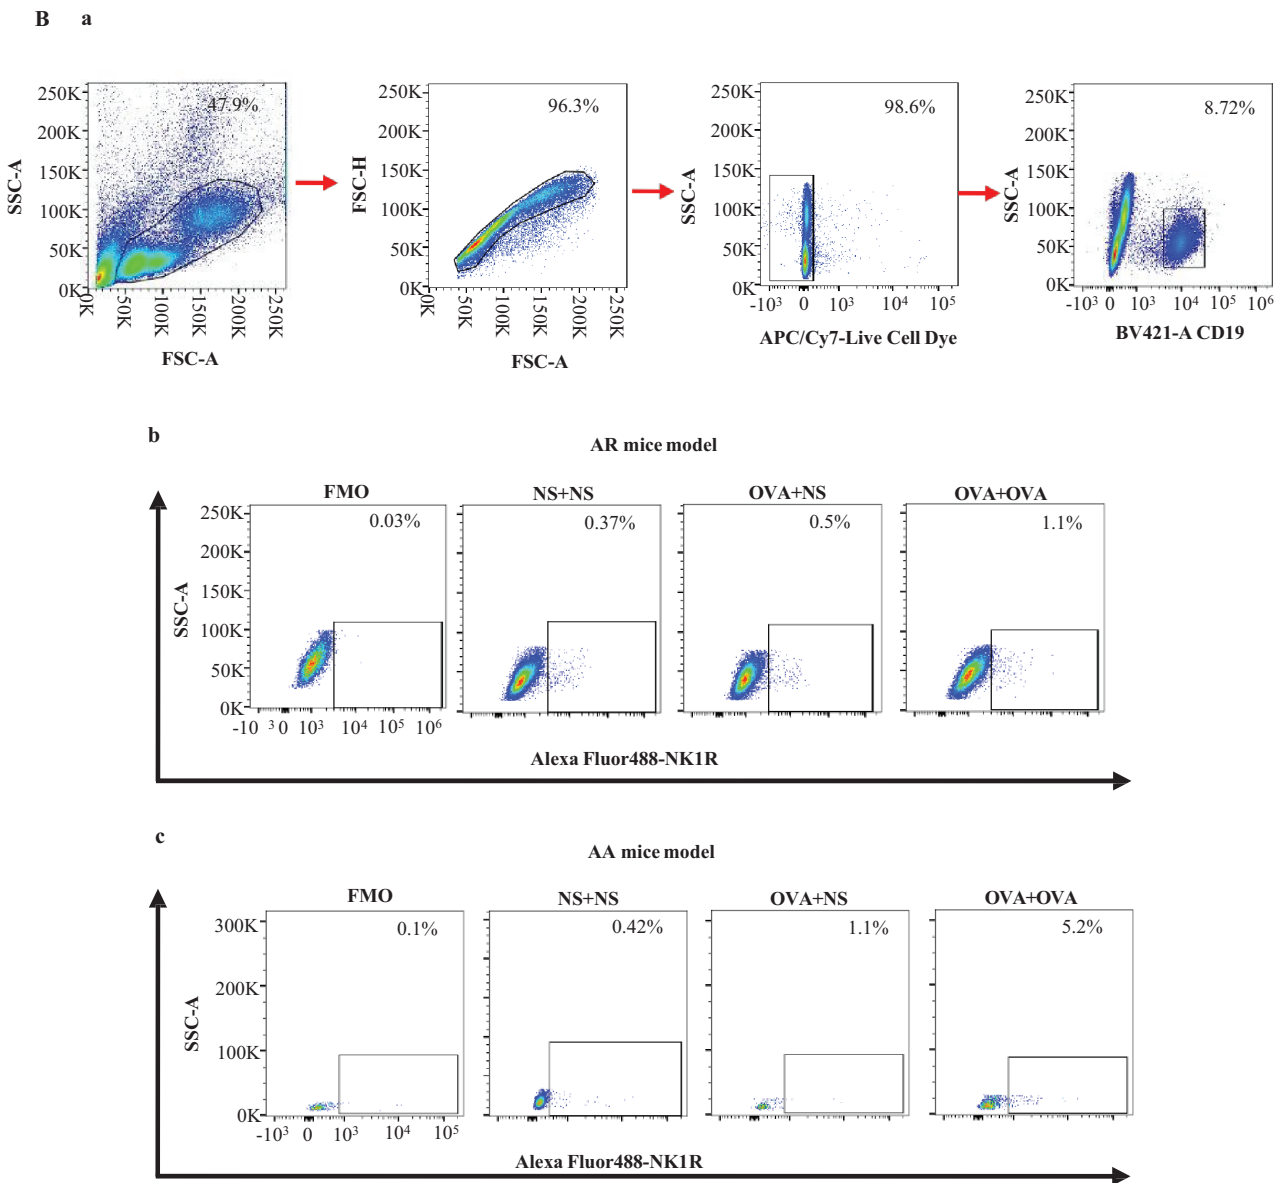 B a
47.9%
SSC-A
250K
200K
150K
100K
50K
0K
0K 50K 100K 150K 200K 250K
FSC-A
96.3%
FSC-H
250K
200K
150K
100K
50K
0K
0K 50K 100K 150K 200K 250K
FSC-A
98.6%
SSC-A
250K
200K
150K
100K
50K
0K
-10³ 0 10³ 10⁴ 10⁵
APC/Cy7-Live Cell Dye
8.72%
SSC-A
250K
200K
150K
100K
50K
0K
-10³ 0 10³ 10⁴ 10⁵ 10⁶
BV421-A CD19
b
AR mice model
FMO NS+NS OVA+NS OVA+OVA
0.03% 0.37% 0.5% 1.1%
SSC-A
250K
200K
150K
100K
50K
0K
-10 ³ 0 10³ 10⁴ 10⁵ 10⁶
Alexa Fluor488-NK1R
c
AA mice model
FMO NS+NS OVA+NS OVA+OVA
0.1% 0.42% 1.1% 5.2%
SSC-A
300K
200K
100K
0K
-10³ 0 10³ 10⁴ 10⁵
Alexa Fluor488-NK1R